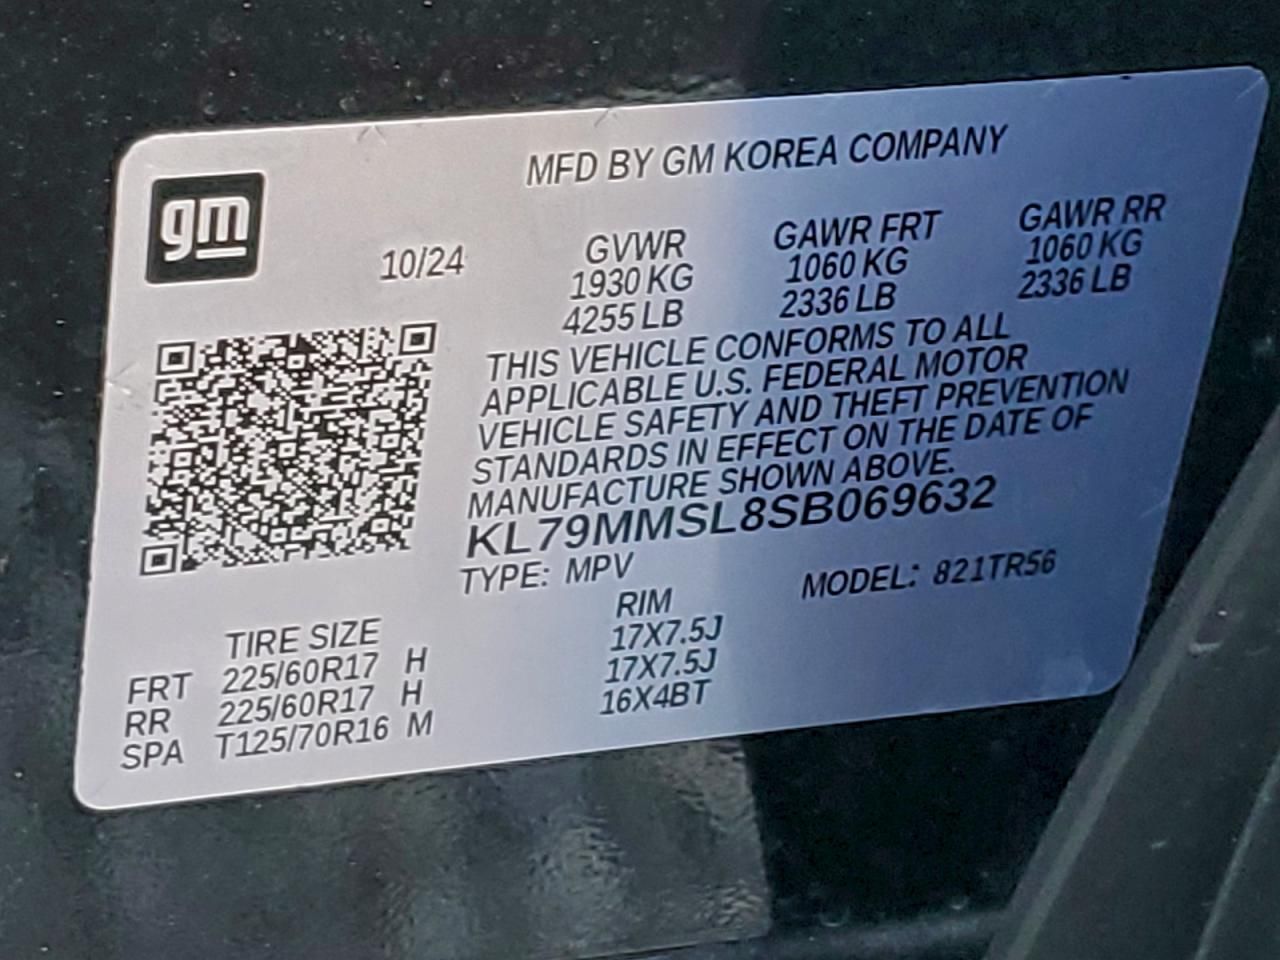 MFD BY GM KOREA COMPANY
gm
10/24
GVWR GAWR FRT GAWR RR
1930 KG 1060 KG 1060 KG
4255 LB 2336 LB 2336 LB
THIS VEHICLE CONFORMS TO ALL
APPLICABLE U.S. FEDERAL MOTOR
VEHICLE SAFETY AND THEFT PREVENTION
STANDARDS IN EFFECT ON THE DATE OF
MANUFACTURE SHOWN ABOVE.
KL79MMSL8SB069632
TYPE: MPV MODEL: 821TR56
TIRE SIZE RIM
FRT 225/60R17 H 17X7.5J
RR 225/60R17 H 17X7.5J
SPA T125/70R16 M 16X4BT